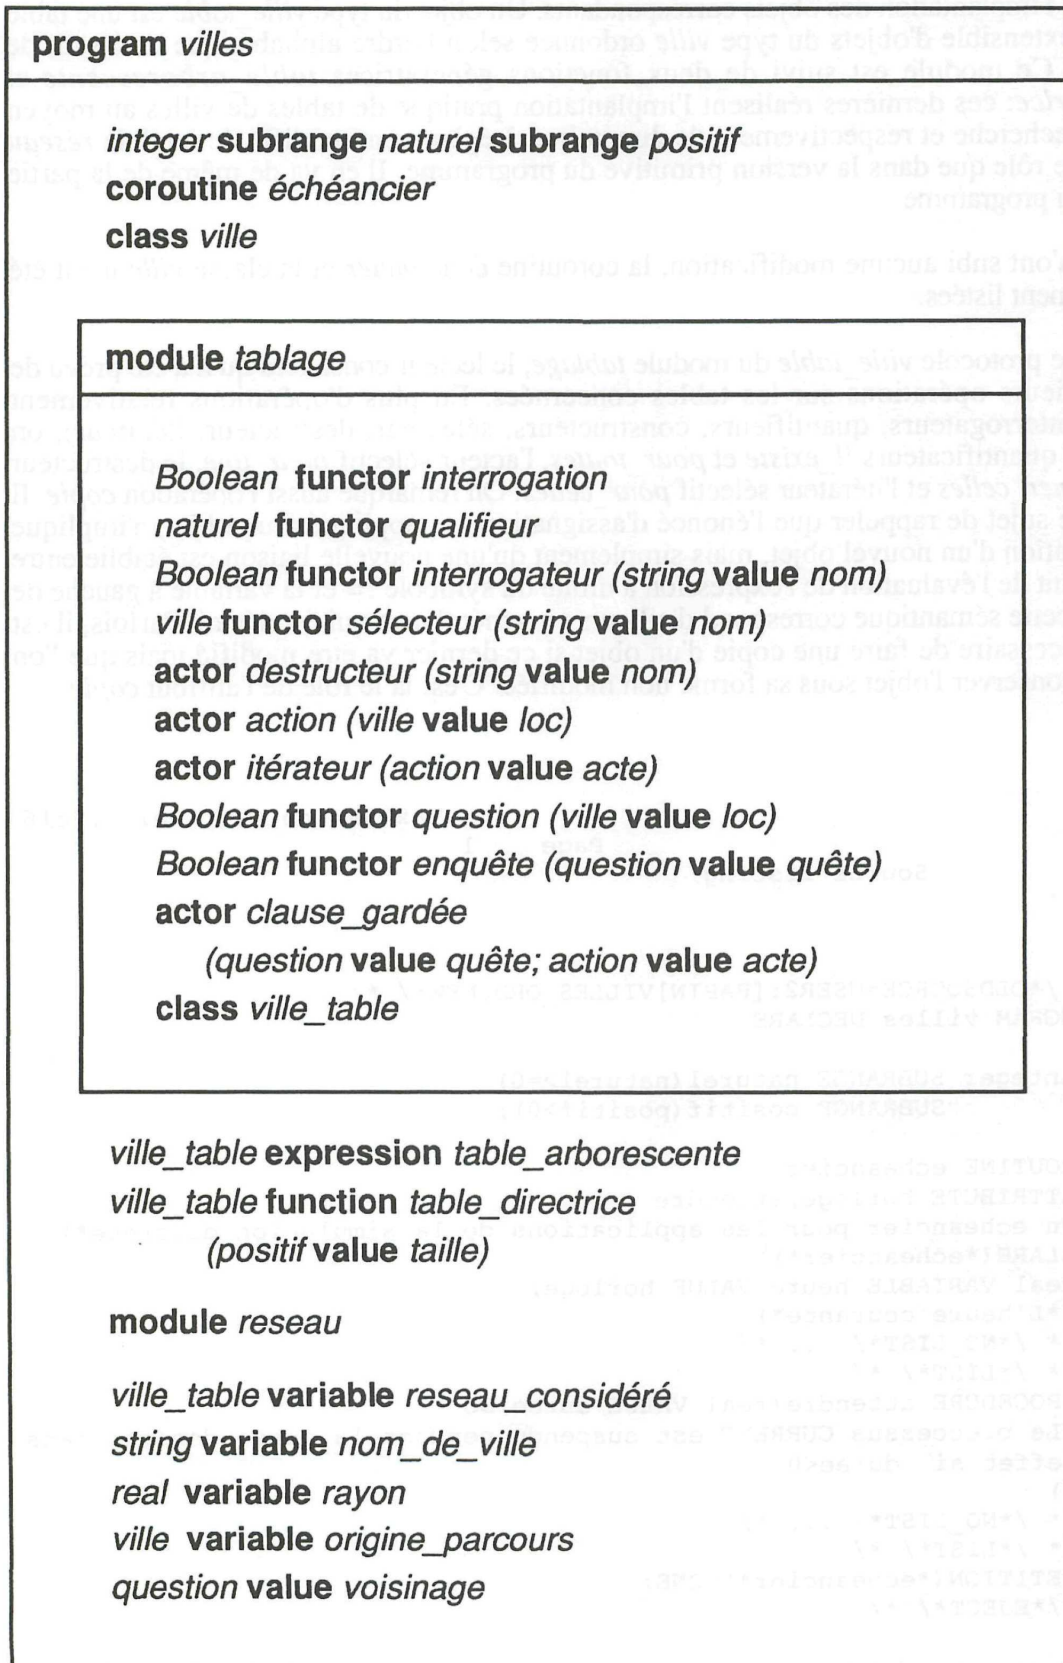 program villes
integer subrange naturel subrange positif
coroutine échéancier
class ville
module tablage
Boolean functor interrogation
naturel functor qualifieur
Boolean functor interrogateur (string value nom)
ville functor sélecteur (string value nom)
actor destructeur (string value nom)
actor action (ville value loc)
actor itérateur (action value acte)
Boolean functor question (ville value loc)
Boolean functor enquête (question value quête)
actor clause_gardée
(question value quête; action value acte)
class ville_table
ville_table expression table_arborescente
ville_table function table_directrice
(positif value taille)
module reseau
ville_table variable reseau_considéré
string variable nom_de_ville
real variable rayon
ville variable origine_parcours
question value voisinage